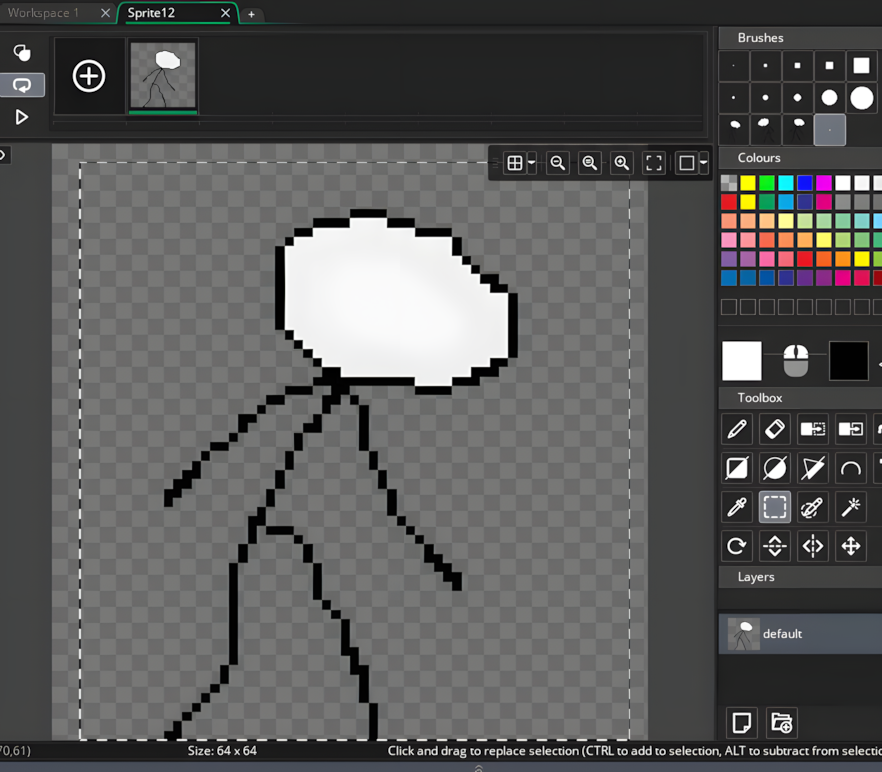 Workspace 1
Sprite12
Brushes
Colours
Toolbox
Layers
default
70,61)
Size: 64 x 64
Click and drag to replace selection (CTRL to add to selection, ALT to subtract from selectio